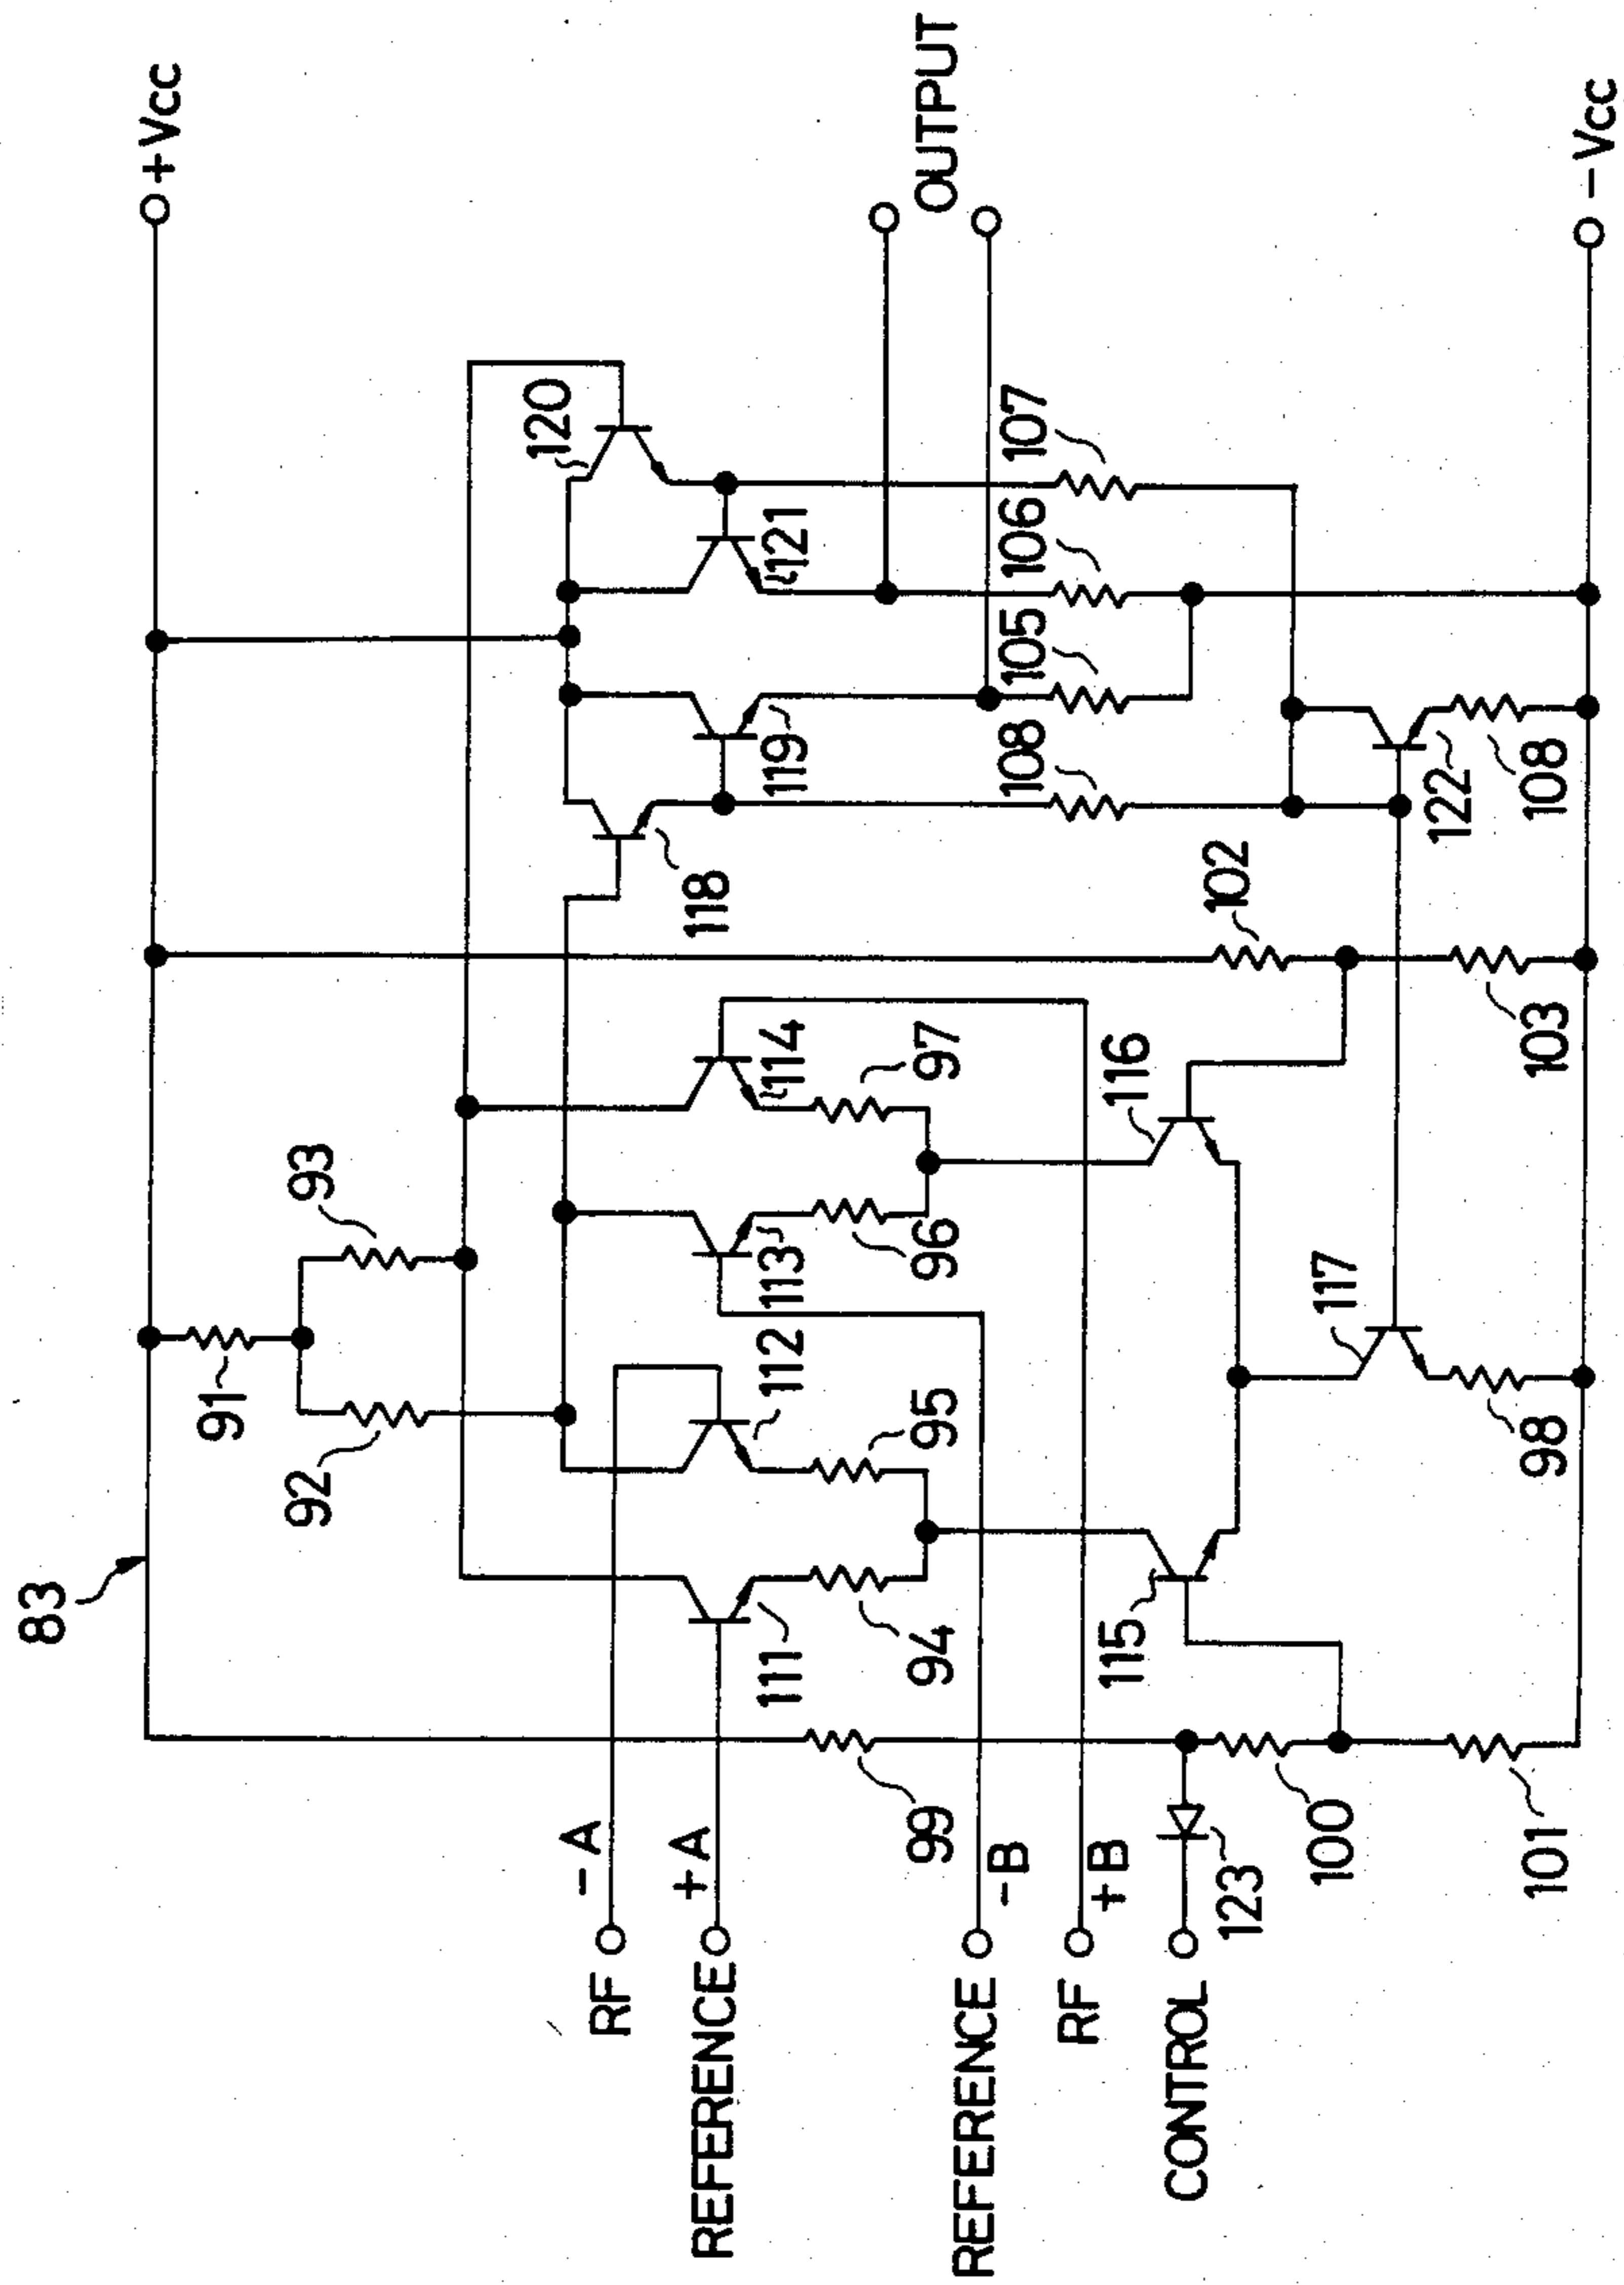 83
+Vcc
91
92
93
120
OUTPUT
-A
RF
+A
REFERENCE
111
112
113
114
118
119
121
94
95
96
97
99
108
105
106
107
-B
REFERENCE
+B
RF
CONTROL
123
115
116
102
100
117
122
101
98
103
108
-Vcc